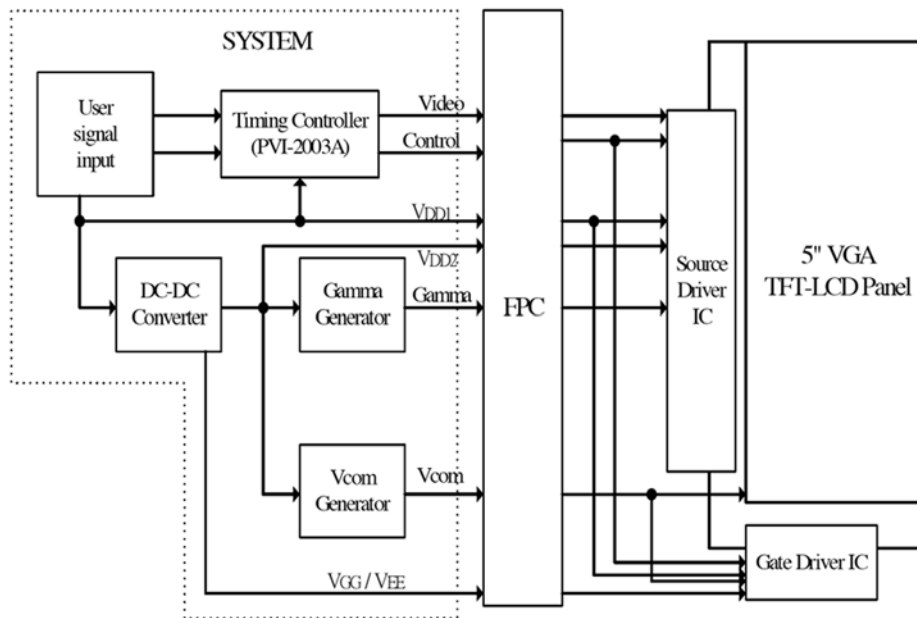 SYSTEM
User
signal
input
Timing Controller
(PVI-2003A)
Video
Control
VDD1
VDD2
DC-DC
Converter
Gamma
Generator
Gamma
FPC
Source
Driver
IC
5" VGA
TFT-LCD Panel
Vcom
Generator
Vcom
VGG / VEE
Gate Driver IC